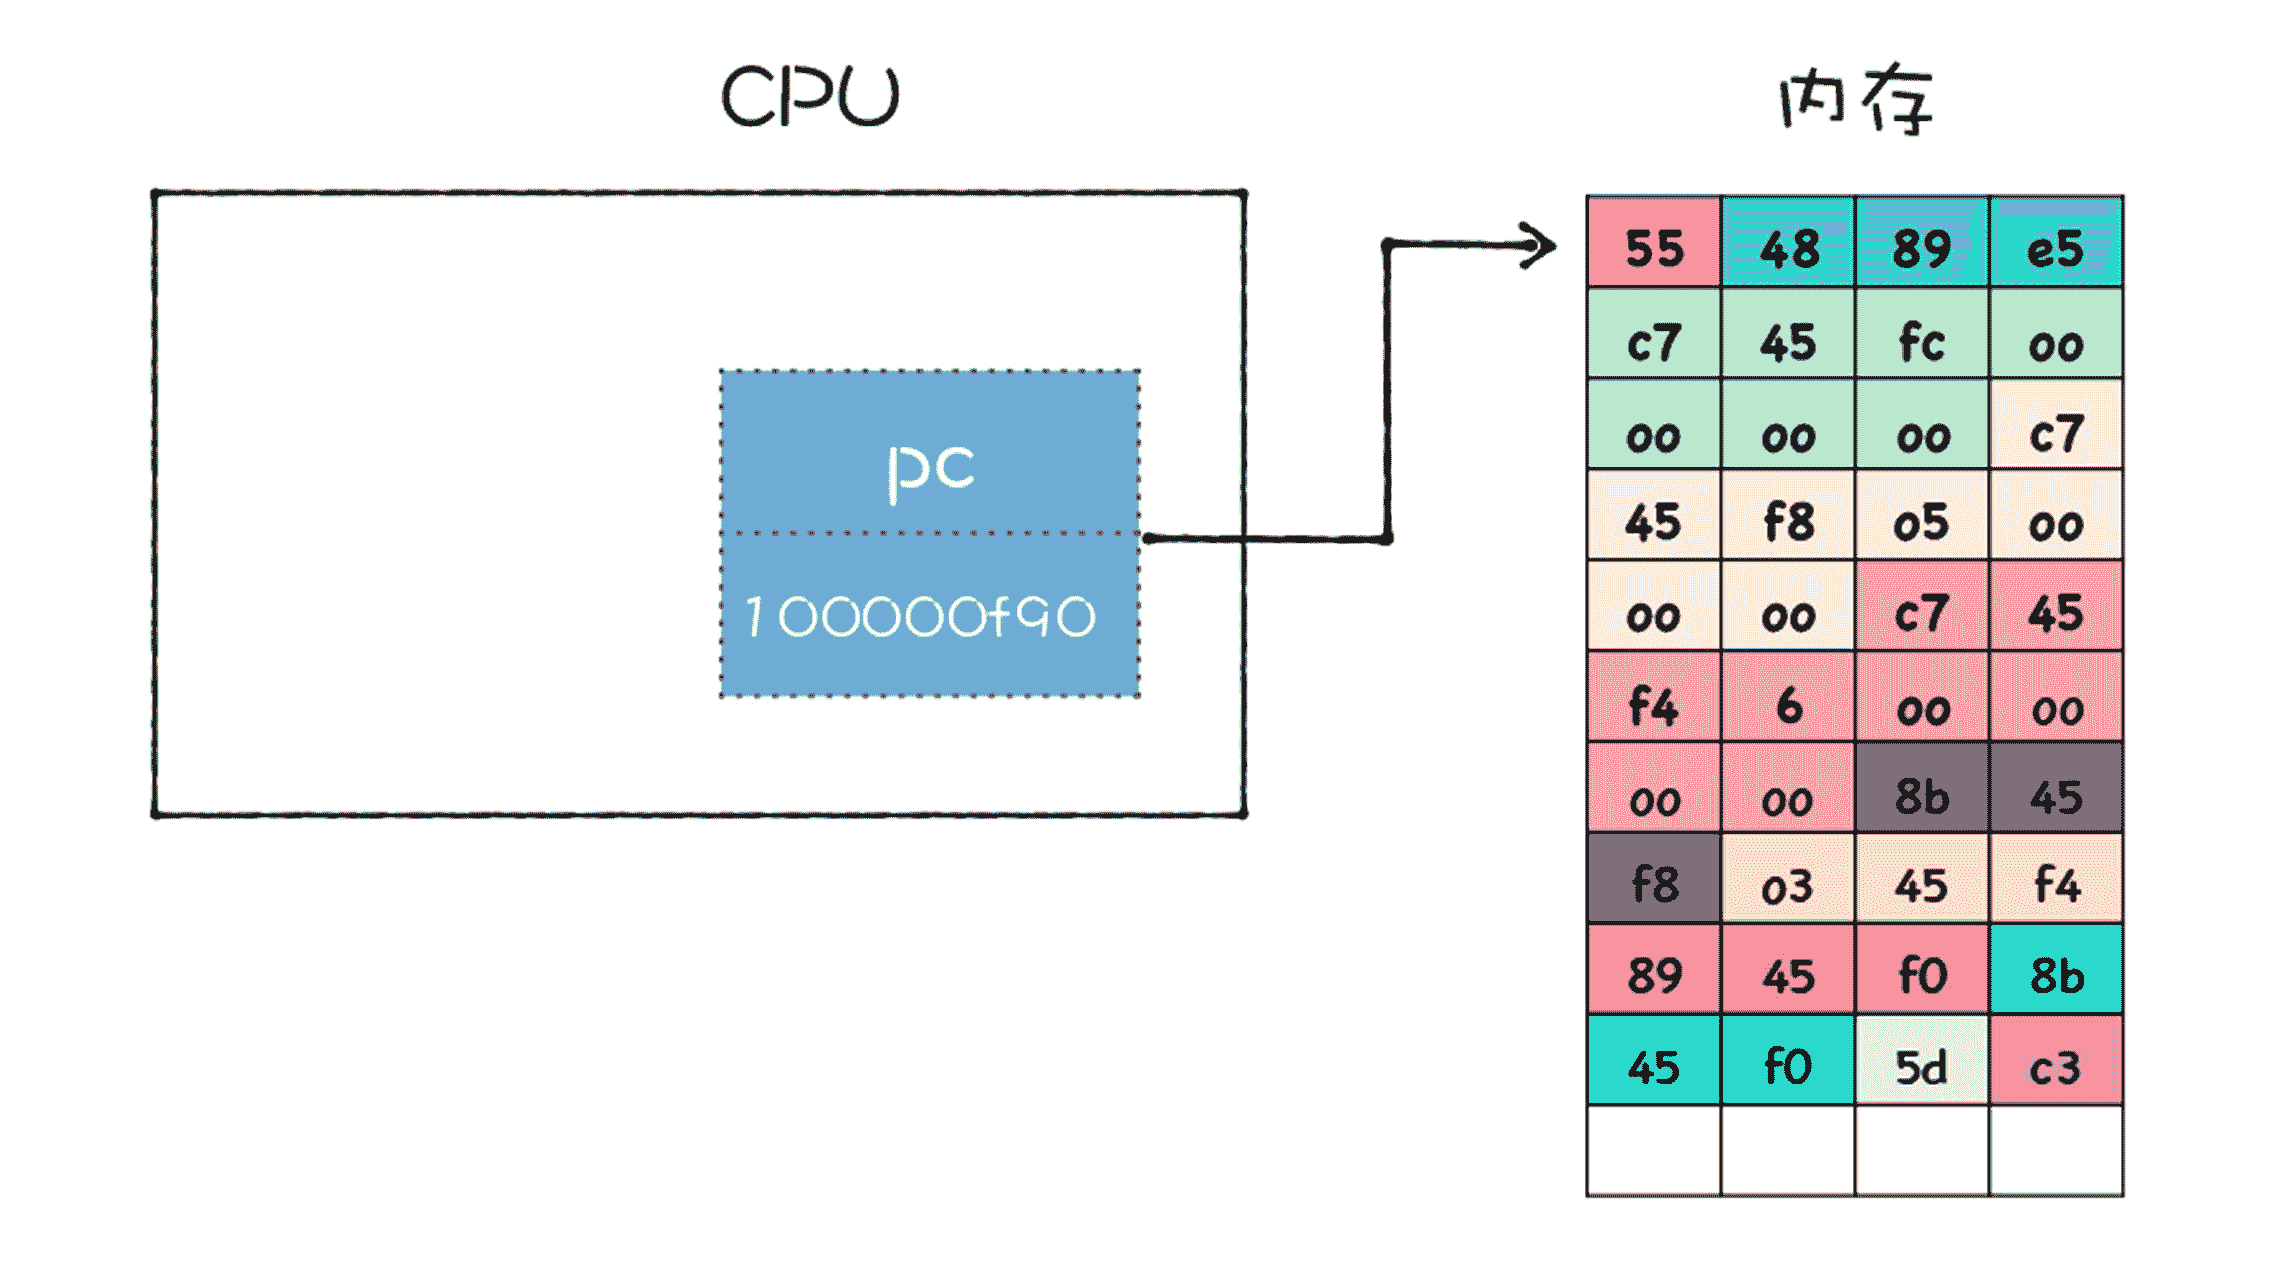 CPU
内存
pc
100000f90
55 48 89 e5
c7 45 fc 00
00 00 00 c7
45 f8 05 00
00 00 c7 45
f4 6 00 00
00 00 8b 45
f8 03 45 f4
89 45 f0 8b
45 f0 5d c3